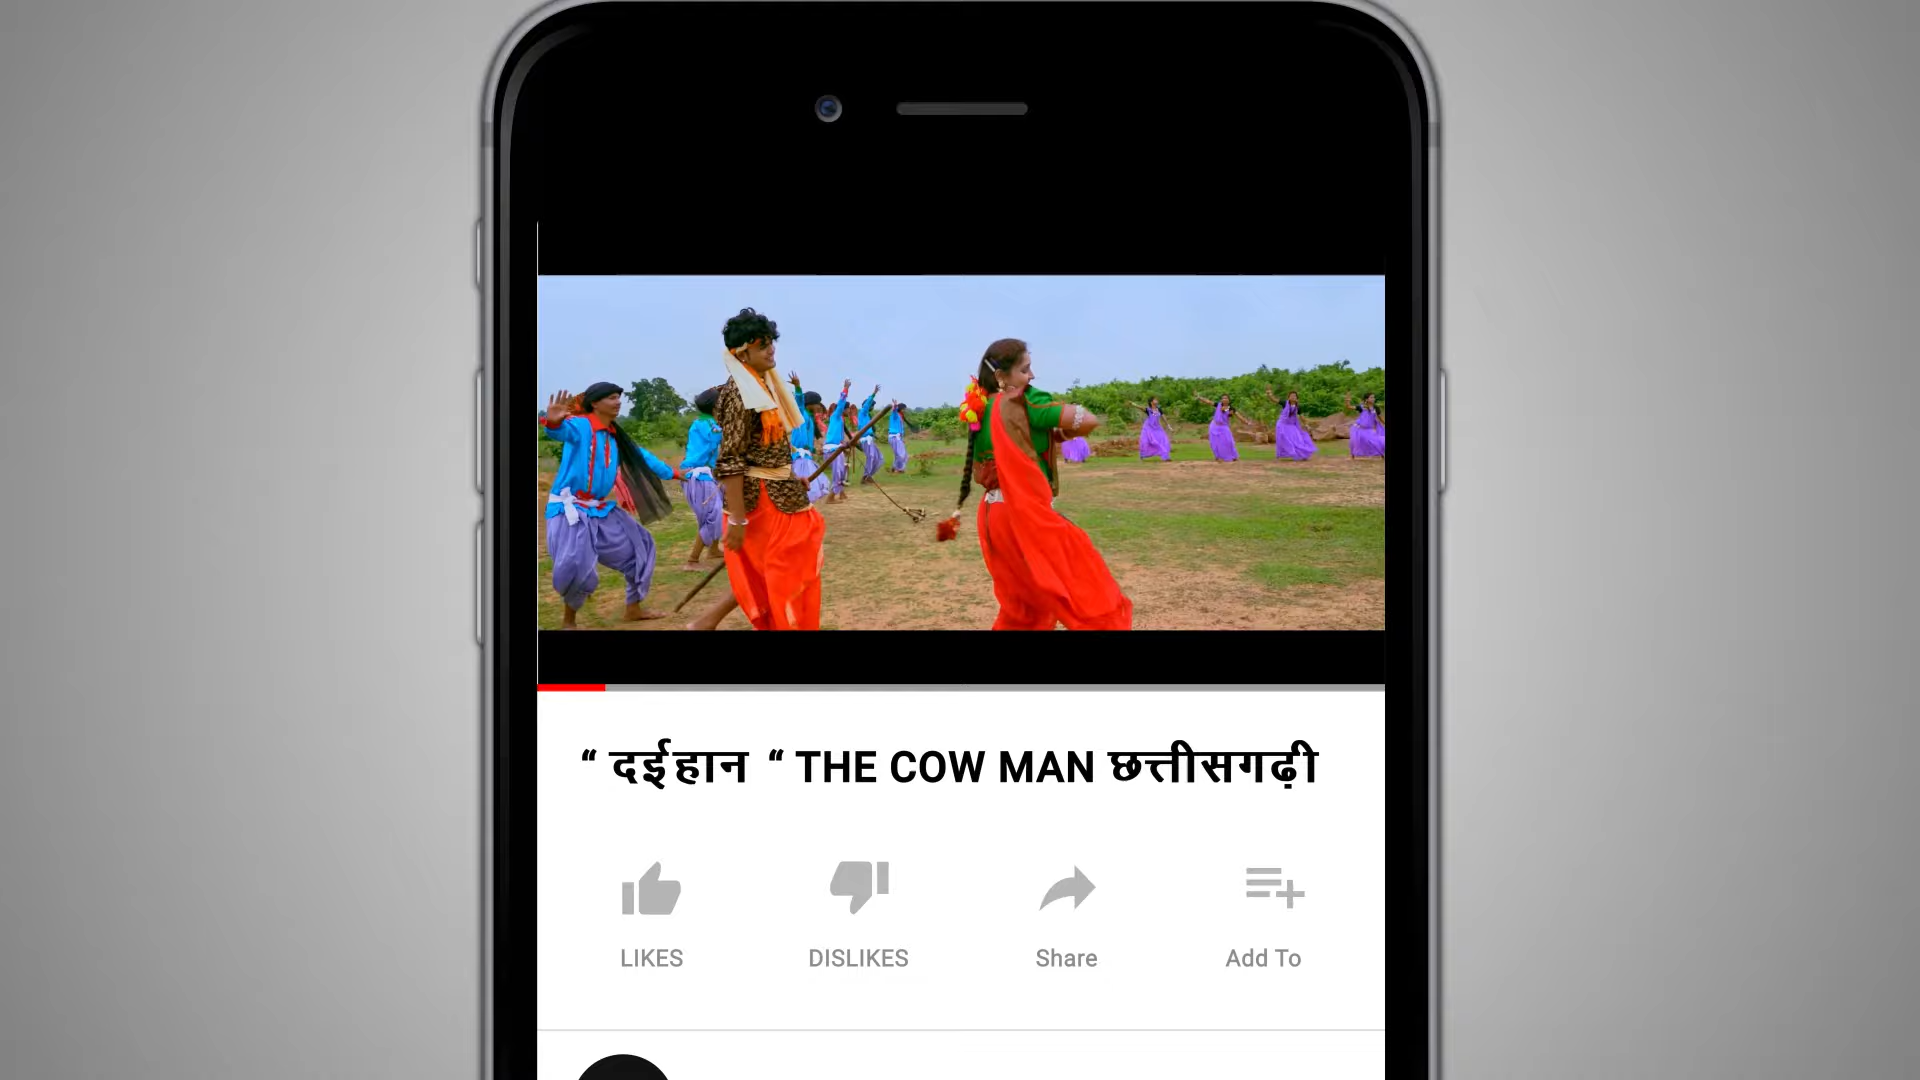 “ दईहान “ THE COW MAN छत्तीसगढ़ी
LIKES DISLIKES Share Add To